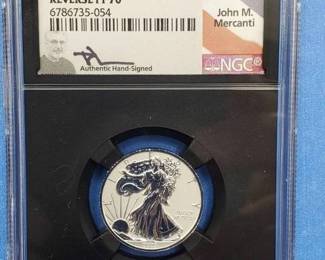 REVERSE PF 70
6786735-054
John M.
Mercanti
Authentic Hand-Signed
NGC®